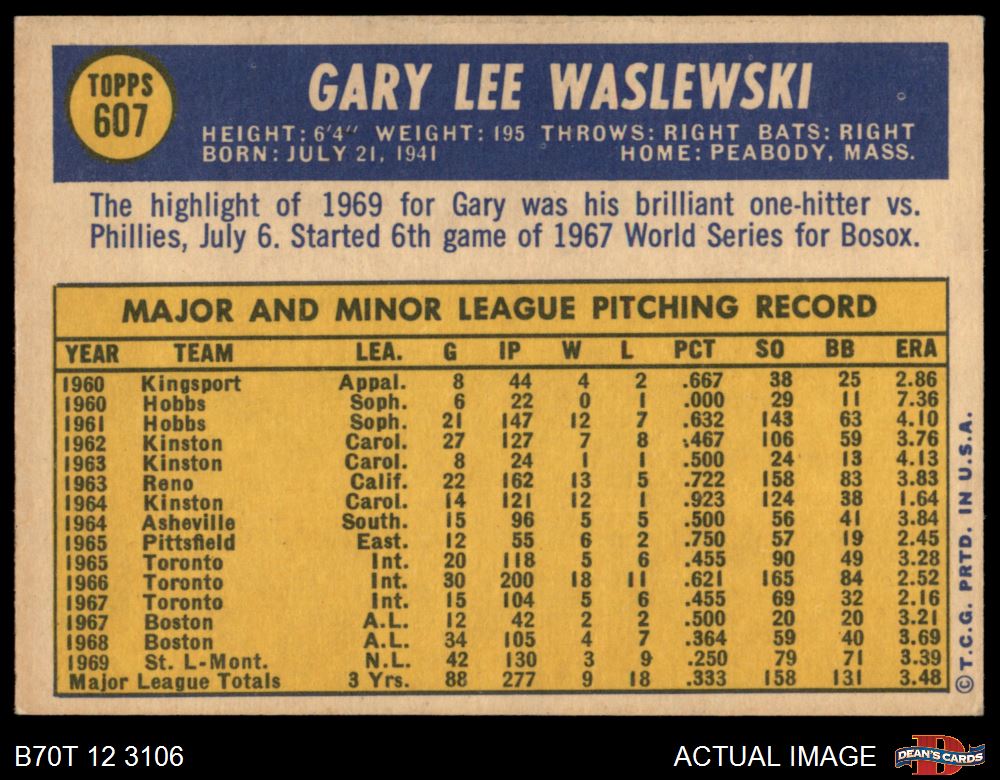 TOPPS
607
GARY LEE WASLEWSKI
HEIGHT: 6'4" WEIGHT: 195 THROWS: RIGHT BATS: RIGHT
BORN: JULY 21, 1941 HOME: PEABODY, MASS.
The highlight of 1969 for Gary was his brilliant one-hitter vs.
Phillies, July 6. Started 6th game of 1967 World Series for Bosox.
MAJOR AND MINOR LEAGUE PITCHING RECORD
YEAR TEAM LEA. G IP W L PCT SO BB ERA
1960 Kingsport Appal. 8 44 4 2 .667 38 25 2.86
1960 Hobbs Soph. 6 22 0 1 .000 29 11 7.36
1961 Hobbs Soph. 21 147 12 7 .632 143 63 4.10
1962 Kinston Carol. 27 127 7 8 .467 106 59 3.76
1963 Kinston Carol. 8 24 1 1 .500 24 13 4.13
1963 Reno Calif. 22 162 13 5 .722 158 83 3.83
1964 Kinston Carol. 14 121 12 1 .923 124 38 1.64
1964 Asheville South. 15 96 5 5 .500 56 41 3.84
1965 Pittsfield East. 12 55 6 2 .750 57 19 2.45
1965 Toronto Int. 20 118 5 6 .455 90 49 3.28
1966 Toronto Int. 30 200 18 11 .621 165 84 2.52
1967 Toronto Int. 15 104 5 6 .455 69 32 2.16
1967 Boston A.L. 12 42 2 2 .500 20 20 3.21
1968 Boston A.L. 34 105 4 7 .364 59 40 3.69
1969 St. L-Mont. N.L. 42 130 3 9 .250 79 71 3.39
Major League Totals 3 Yrs. 88 277 9 18 .333 158 131 3.48
©T.C.G. PRTD. IN U.S.A.
B70T 12 3106
ACTUAL IMAGE
D
DEAN'S CARDS